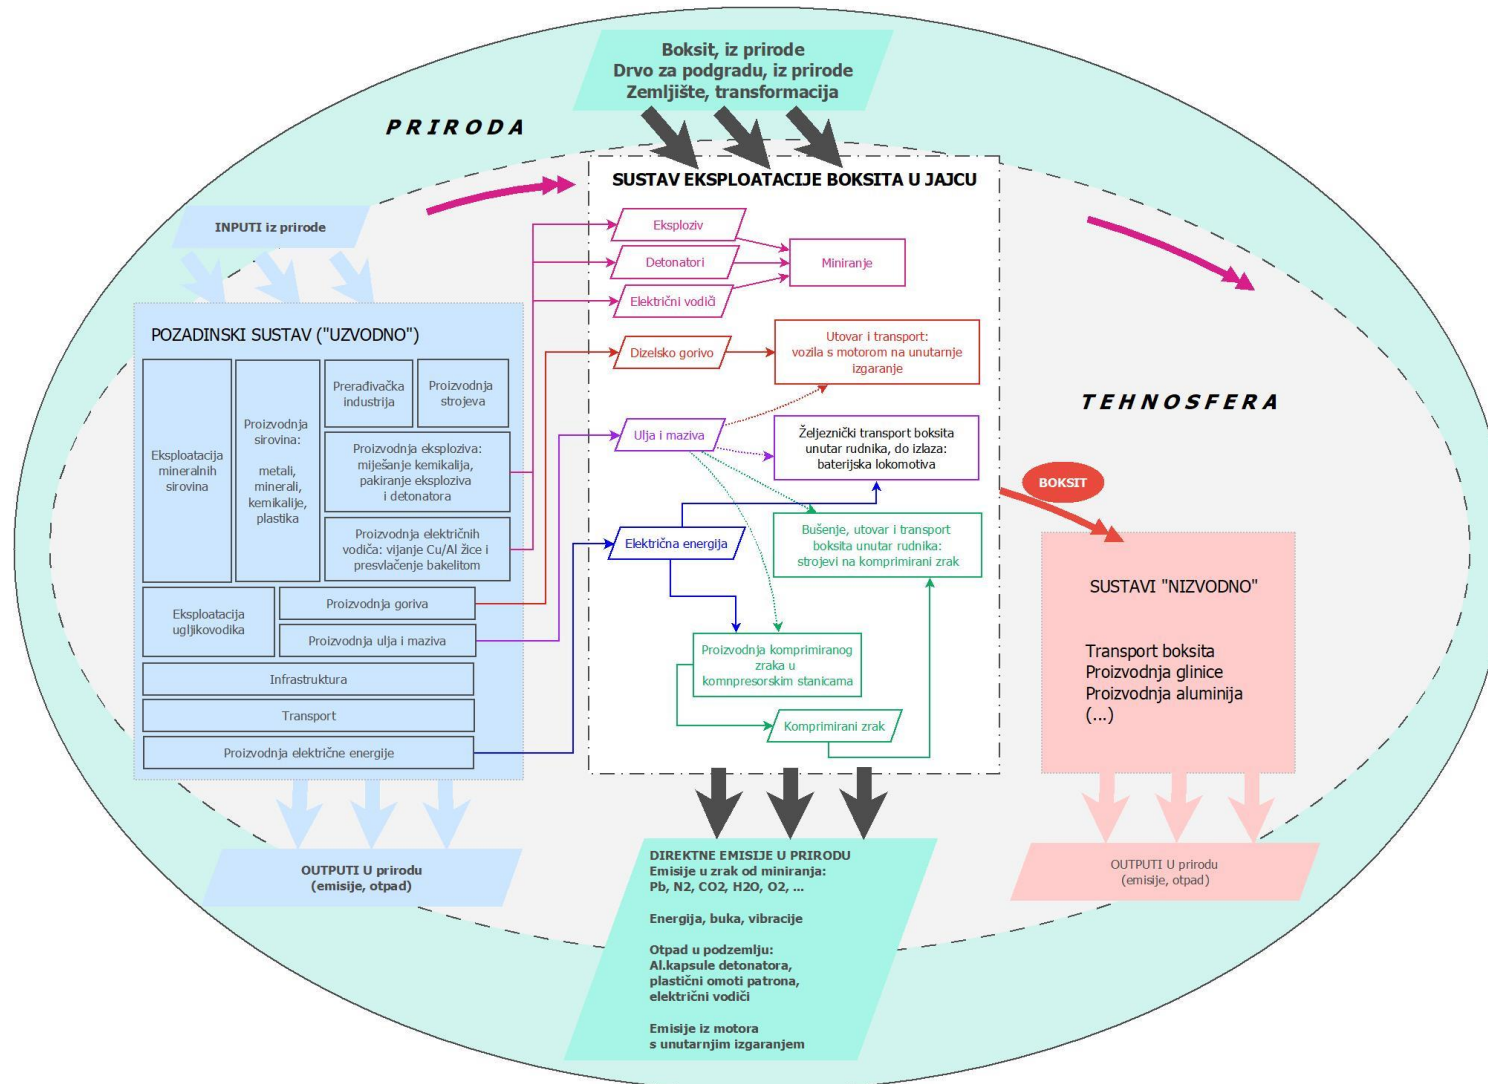 Boksit, iz prirode
Drvo za podgradu, iz prirode
Zemljište, transformacija
PRIRODA
SUSTAV EKSPLOATACIJE BOKSITA U JAJCU
INPUTI iz prirode
Eksploziv
Detonatori
Električni vodiči
Miniranje
POZADINSKI SUSTAV ("UZVODNO")
Eksploatacija
mineralnih
sirovina
Proizvodnja
sirovina:
metali,
minerali,
kemikalije,
plastika
Prerađivačka
industrija
Proizvodnja
strojeva
Proizvodnja eksploziva:
miješanje kemikalija,
pakiranje eksploziva
i detonatora
Proizvodnja električnih
vodiča: vijanje Cu/Al žice i
presvlačenje bakelitom
Eksploatacija
ugljikovodika
Proizvodnja goriva
Proizvodnja ulja i maziva
Infrastruktura
Transport
Proizvodnja električne energije
Dizelsko gorivo
Utovar i transport:
vozila s motorom na unutarnje
izgaranje
Ulja i maziva
Željeznički transport boksita
unutar rudnika, do izlaza:
baterijska lokomotiva
Električna energija
Bušenje, utovar i transport
boksita unutar rudnika:
strojevi na komprimirani zrak
Proizvodnja komprimiranog
zraka u
komnpresorskim stanicama
Komprimirani zrak
TEHNOSFERA
BOKSIT
SUSTAVI "NIZVODNO"
Transport boksita
Proizvodnja glinice
Proizvodnja aluminija
(...)
OUTPUTI U prirodu
(emisije, otpad)
DIREKTNE EMISIJE U PRIRODU
Emisije u zrak od miniranja:
Pb, N2, CO2, H2O, O2, ...
Energija, buka, vibracije
Otpad u podzemlju:
Al.kapsule detonatora,
plastični omoti patrona,
električni vodiči
Emisije iz motora
s unutarnjim izgaranjem
OUTPUTI U prirodu
(emisije, otpad)